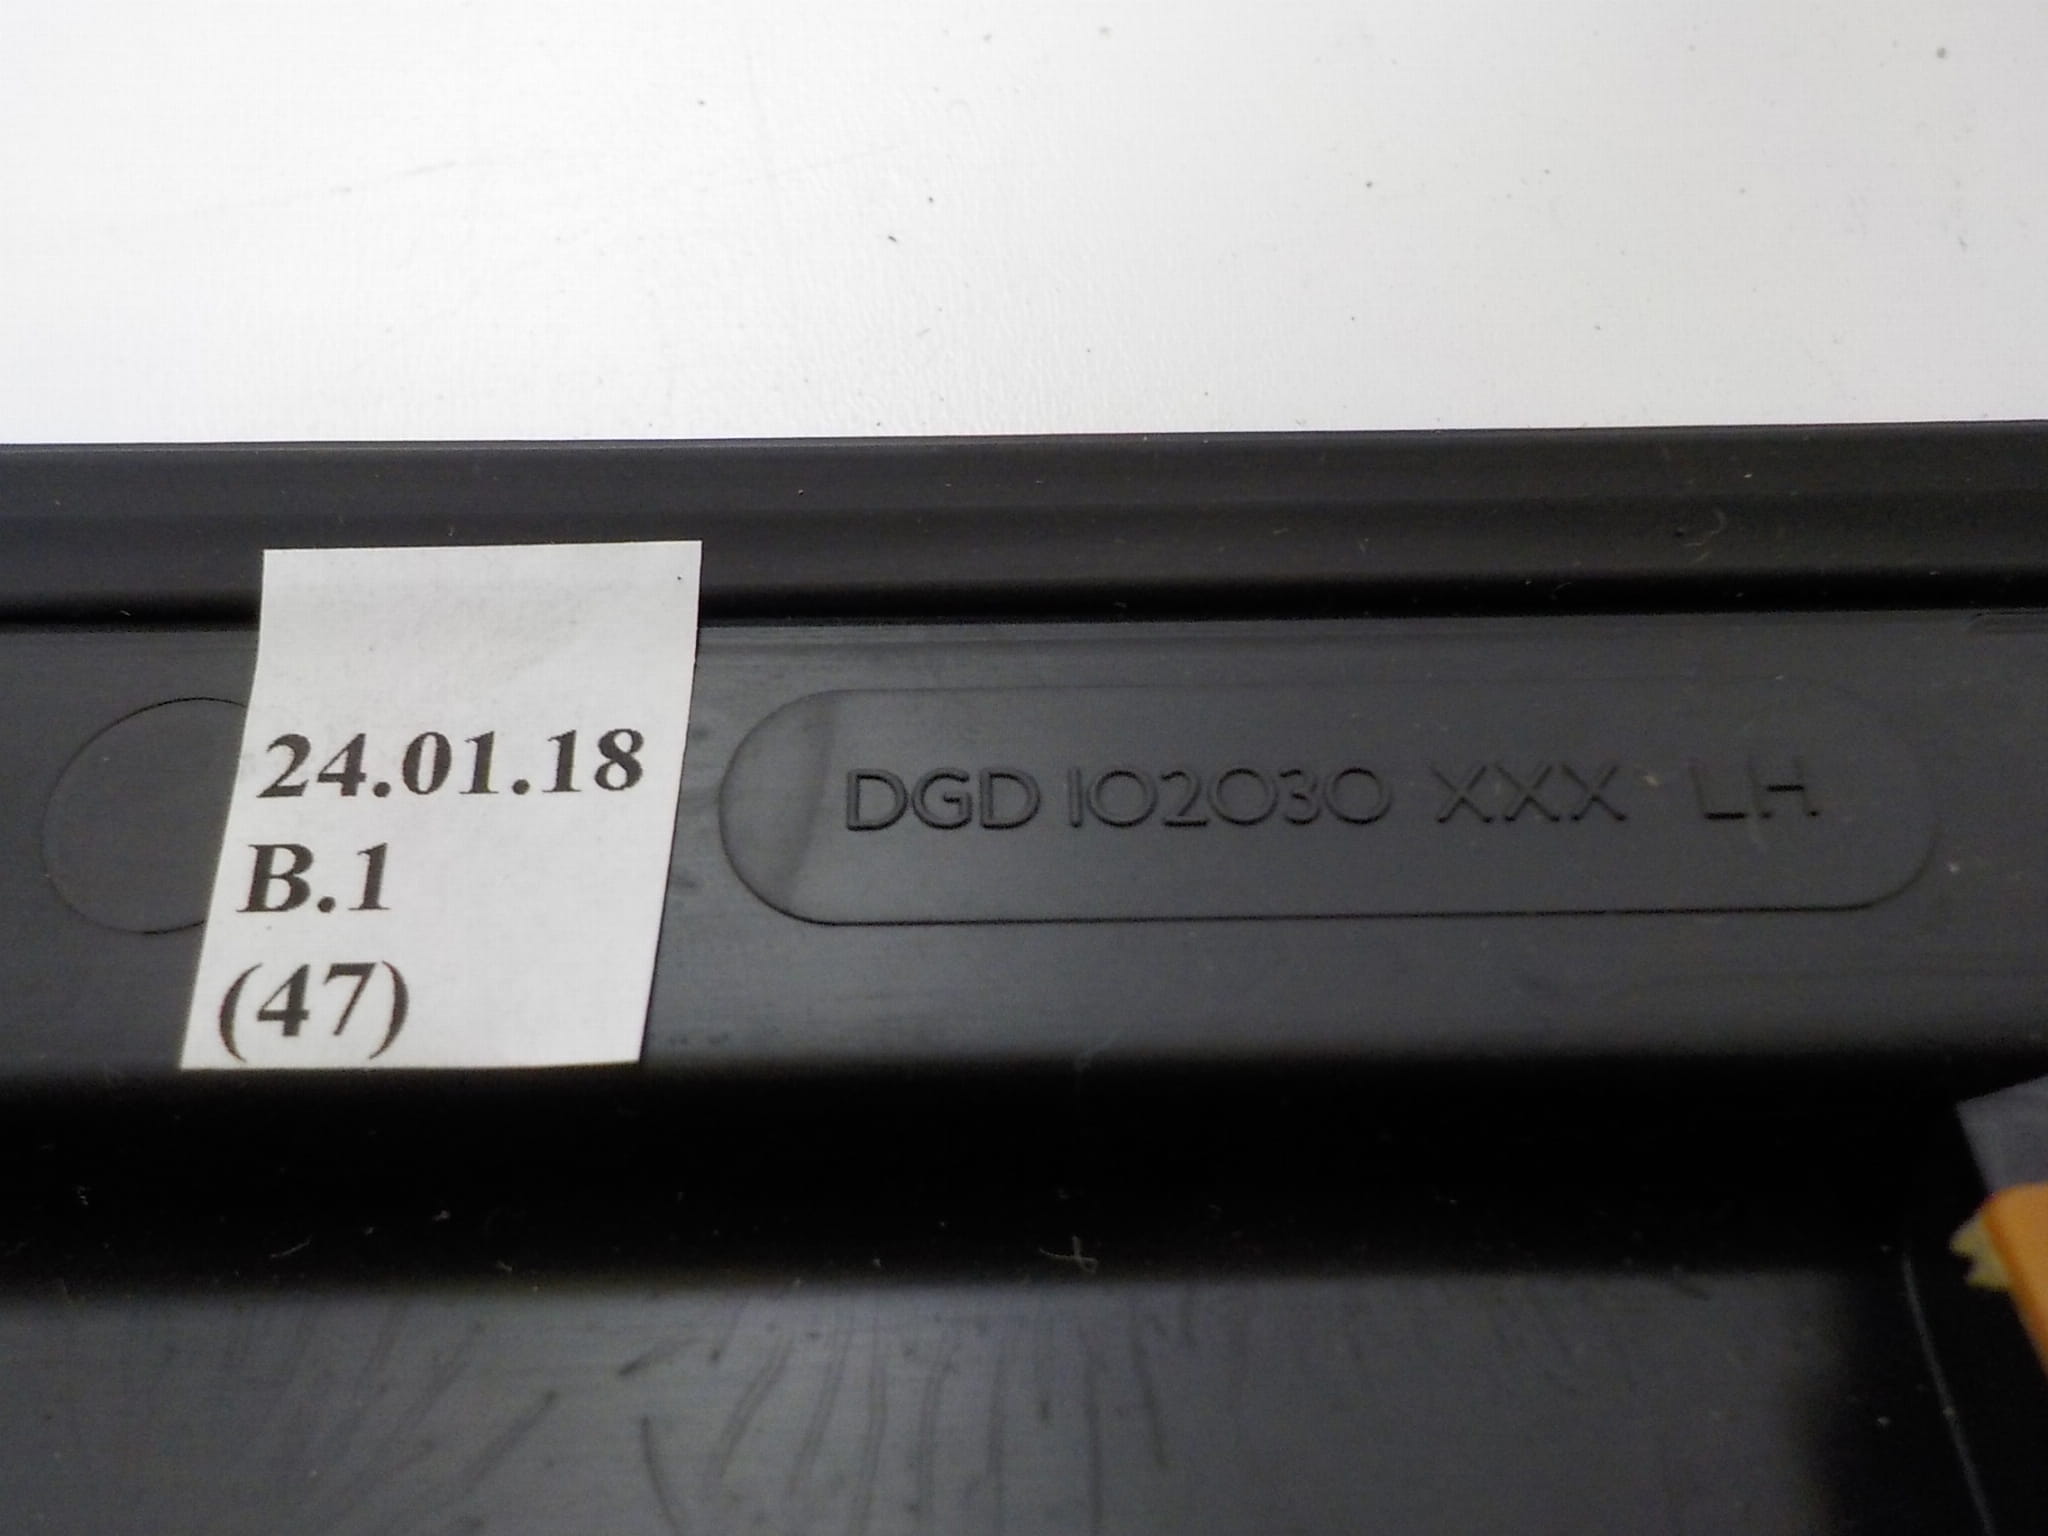 24.01.18
B.1
(47)
DGD 102030 XXX LH